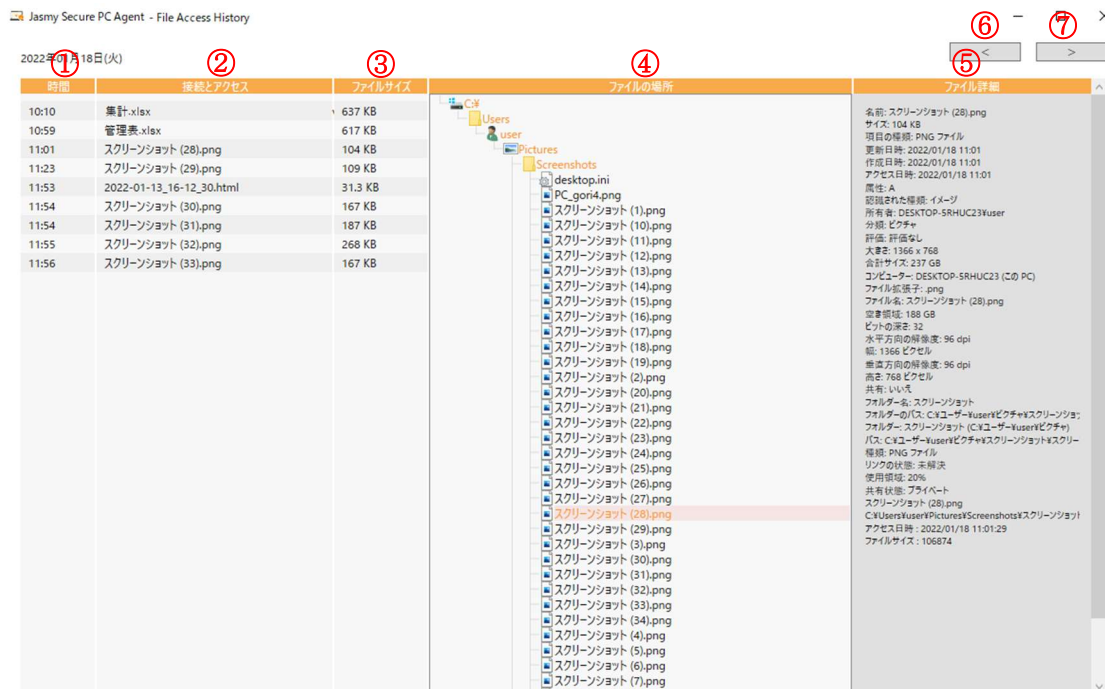 Jasmy Secure PC Agent - File Access History
⑥ ⑦
2022年01月18日(火)
< >
① ② ③ ④ ⑤
時間 接続とアクセス ファイルサイズ ファイルの場所 ファイル詳細
10:10 集計.xlsx 637 KB
10:59 管理表.xlsx 617 KB
11:01 スクリーンショット (28).png 104 KB
11:23 スクリーンショット (29).png 109 KB
11:53 2022-01-13_16-12_30.html 31.3 KB
11:54 スクリーンショット (30).png 167 KB
11:54 スクリーンショット (31).png 187 KB
11:55 スクリーンショット (32).png 268 KB
11:56 スクリーンショット (33).png 167 KB
C:¥
Users
user
Pictures
Screenshots
desktop.ini
PC_gori4.png
スクリーンショット (1).png
スクリーンショット (10).png
スクリーンショット (11).png
スクリーンショット (12).png
スクリーンショット (13).png
スクリーンショット (14).png
スクリーンショット (15).png
スクリーンショット (16).png
スクリーンショット (17).png
スクリーンショット (18).png
スクリーンショット (19).png
スクリーンショット (2).png
スクリーンショット (20).png
スクリーンショット (21).png
スクリーンショット (22).png
スクリーンショット (23).png
スクリーンショット (24).png
スクリーンショット (25).png
スクリーンショット (26).png
スクリーンショット (27).png
スクリーンショット (28).png
スクリーンショット (29).png
スクリーンショット (3).png
スクリーンショット (30).png
スクリーンショット (31).png
スクリーンショット (32).png
スクリーンショット (33).png
スクリーンショット (34).png
スクリーンショット (4).png
スクリーンショット (5).png
スクリーンショット (6).png
スクリーンショット (7).png
名前: スクリーンショット (28).png
サイズ: 104 KB
項目の種類: PNG ファイル
更新日時: 2022/01/18 11:01
作成日時: 2022/01/18 11:01
アクセス日時: 2022/01/18 11:01
属性: A
認識された種類: イメージ
所有者: DESKTOP-5RHUC23¥user
分類: ピクチャ
評価: 評価なし
大きさ: 1366 x 768
合計サイズ: 237 GB
コンピューター: DESKTOP-5RHUC23 (この PC)
ファイル拡張子: .png
ファイル名: スクリーンショット (28).png
空き領域: 188 GB
ビットの深さ: 32
水平方向の解像度: 96 dpi
幅: 1366 ピクセル
垂直方向の解像度: 96 dpi
高さ: 768 ピクセル
共有: いいえ
フォルダー名: スクリーンショット
フォルダーのパス: C:¥ユーザー¥user¥ピクチャ¥スクリーンショ
フォルダー: スクリーンショット (C:¥ユーザー¥user¥ピクチャ)
パス: C:¥ユーザー¥user¥ピクチャ¥スクリーンショット¥スクリー
種類: PNG ファイル
リンクの状態: 未解決
使用領域: 20%
共有状態: プライベート
スクリーンショット (28).png
C:¥Users¥user¥Pictures¥Screenshots¥スクリーンショット
アクセス日時 : 2022/01/18 11:01:29
ファイルサイズ : 106874